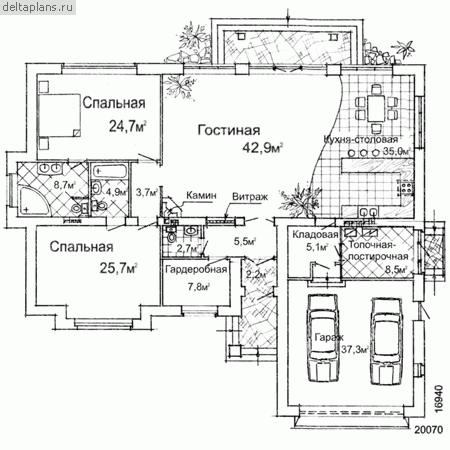 deltaplans.ru
Спальная
24,7м²
Гостиная
42,9м²
Кухня-столовая
35,0м²
8,7м²
4,9м²
3,7м²
Камин
Витраж
Спальная
25,7м²
2,7м²
5,5м²
Кладовая
5,1м²
Топочная-
постирочная
8,5м²
Гардеробная
7,8м²
2,2м²
Гараж
37,3м²
16940
20070